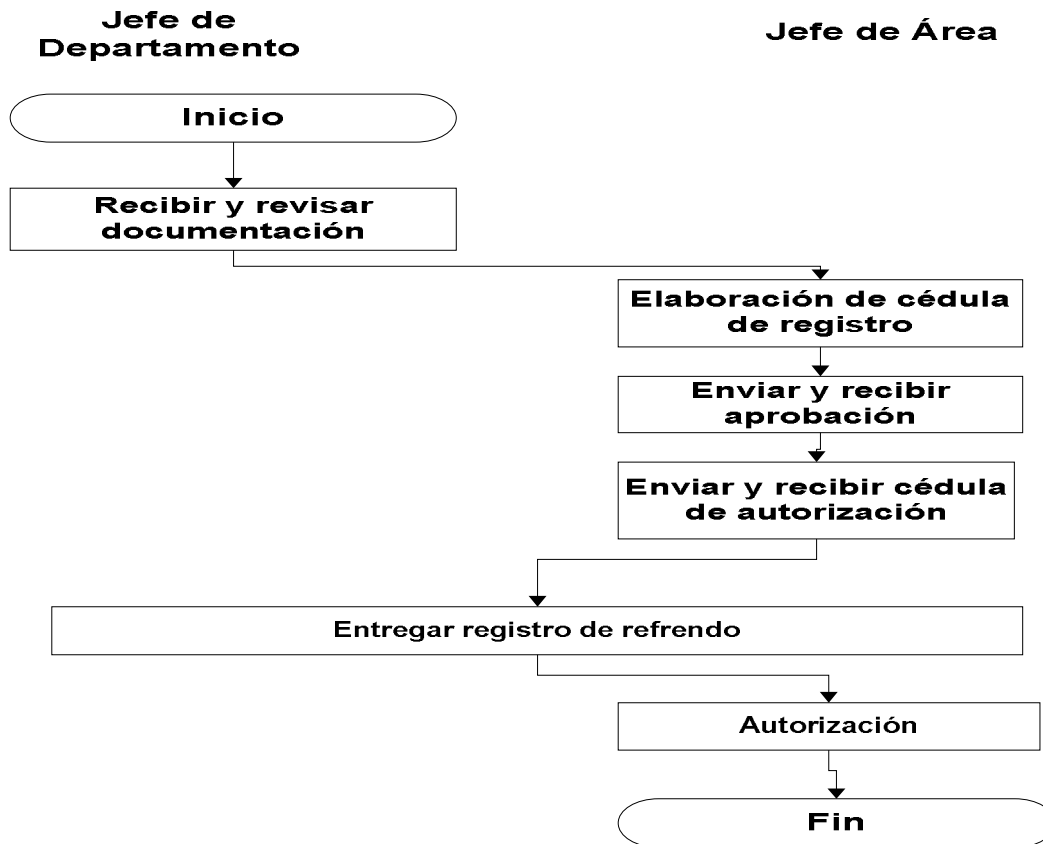 Jefe de
Departamento
Jefe de Área
Inicio
Recibir y revisar
documentación
Elaboración de cédula
de registro
Enviar y recibir
aprobación
Enviar y recibir cédula
de autorización
Entregar registro de refrendo
Autorización
Fin